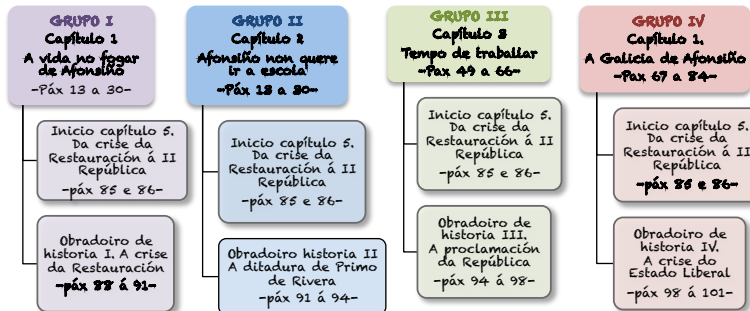 GRUPO I
Capítulo 1
A vida no fogar
de Afonsiño
-Páx 13 a 30-
Inicio capítulo 5.
Da crise da
Restauración á II
República
-páx 85 e 86-
Obradoiro de
historia I. A crise
da Restauración
-páx 88 á 91-
GRUPO II
Capítulo 2
Afonsiño non quere
ir a escola
-Páx 13 a 30-
Inicio capítulo 5.
Da crise da
Restauración á II
República
-páx 85 e 86-
Obradoiro historia II
A ditadura de Primo
de Rivera
-páx 91 á 94-
GRUPO III
Capítulo 3
Tempo de traballar
-Pax 49 a 66-
Inicio capítulo 5.
Da crise da
Restauración á II
República
-páx 85 e 86-
Obradoiro de
historia III.
A proclamación
da República
-páx 94 á 98-
GRUPO IV
Capítulo 1.
A Galicia de Afonsiño
-Pax 67 a 84-
Inicio capítulo 5.
Da crise da
Restauración á II
República
-páx 85 e 86-
Obradoiro de
historia IV.
A crise do
Estado Liberal
-páx 98 á 101-